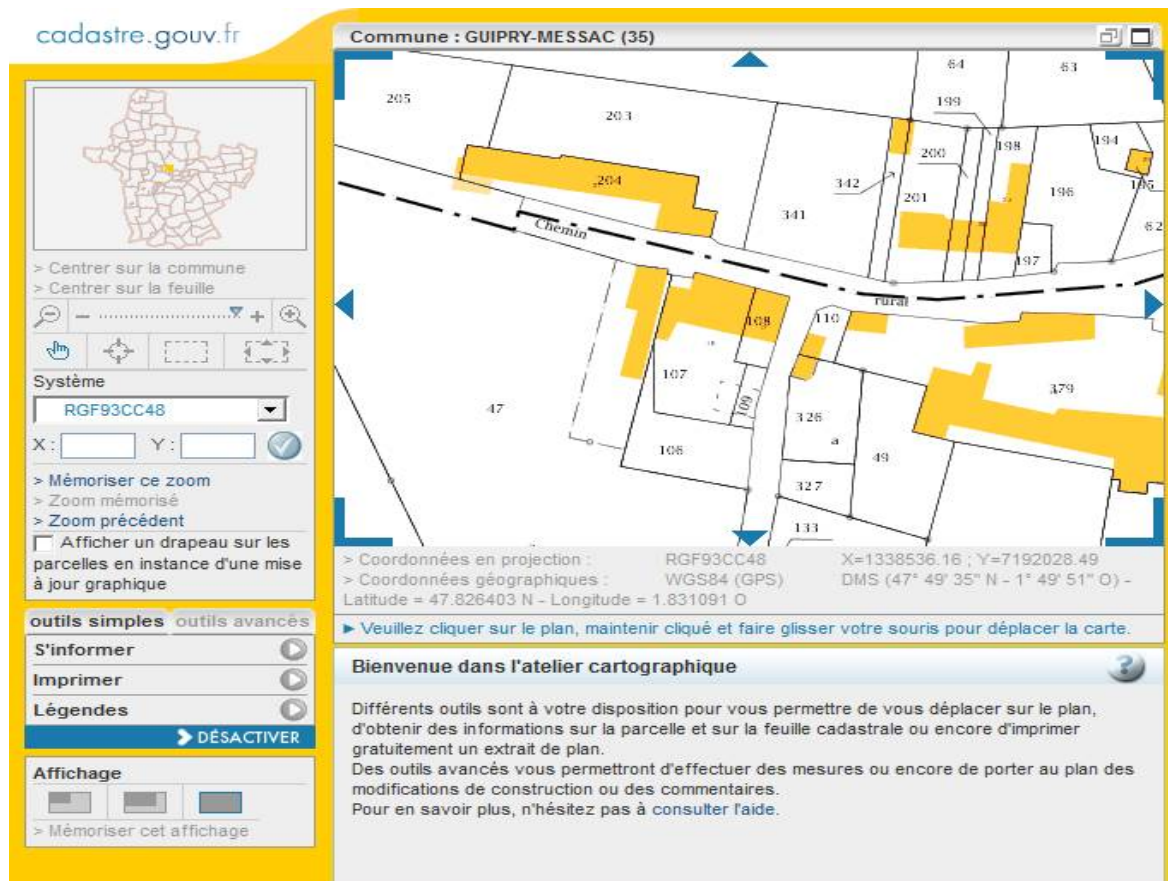 cadastre.gouv.fr
Commune : GUIPRY-MESSAC (35)
> Centrer sur la commune
> Centrer sur la feuille
Système
RGF93CC48
X : Y :
> Mémoriser ce zoom
> Zoom mémorisé
> Zoom précédent
Afficher un drapeau sur les
parcelles en instance d'une mise
à jour graphique
outils simples outils avancés
S'informer
Imprimer
Légendes
DÉSACTIVER
Affichage
> Mémoriser cet affichage
64
63
205
203
199
194
200
198
204
342
196
195
201
341
62
Chemin
197
rural
108
110
107
379
47
109
326
a
106
49
327
133
> Coordonnées en projection : RGF93CC48 X=1338536.16 ; Y=7192028.49
> Coordonnées géographiques : WGS84 (GPS) DMS (47° 49' 35" N - 1° 49' 51" O) -
Latitude = 47.826403 N - Longitude = 1.831091 O
► Veuillez cliquer sur le plan, maintenir cliqué et faire glisser votre souris pour déplacer la carte.
Bienvenue dans l'atelier cartographique
?
Différents outils sont à votre disposition pour vous permettre de vous déplacer sur le plan,
d'obtenir des informations sur la parcelle et sur la feuille cadastrale ou encore d'imprimer
gratuitement un extrait de plan.
Des outils avancés vous permettront d'effectuer des mesures ou encore de porter au plan des
modifications de construction ou des commentaires.
Pour en savoir plus, n'hésitez pas à consulter l'aide.